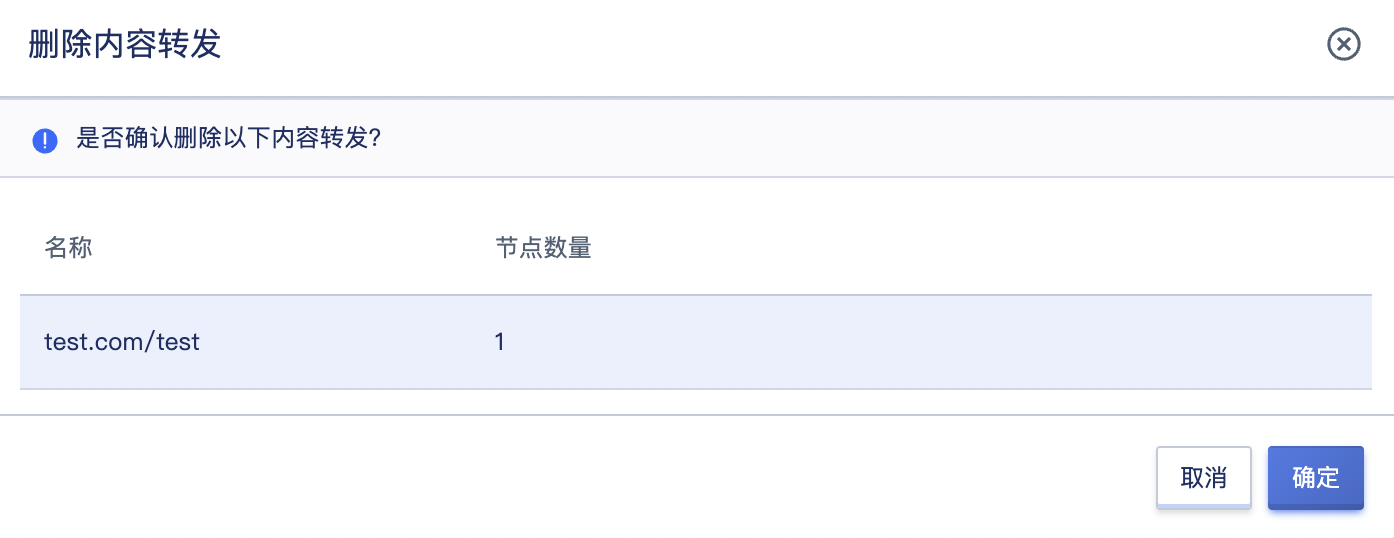 删除内容转发
是否确认删除以下内容转发?
名称 节点数量
test.com/test 1
取消 确定